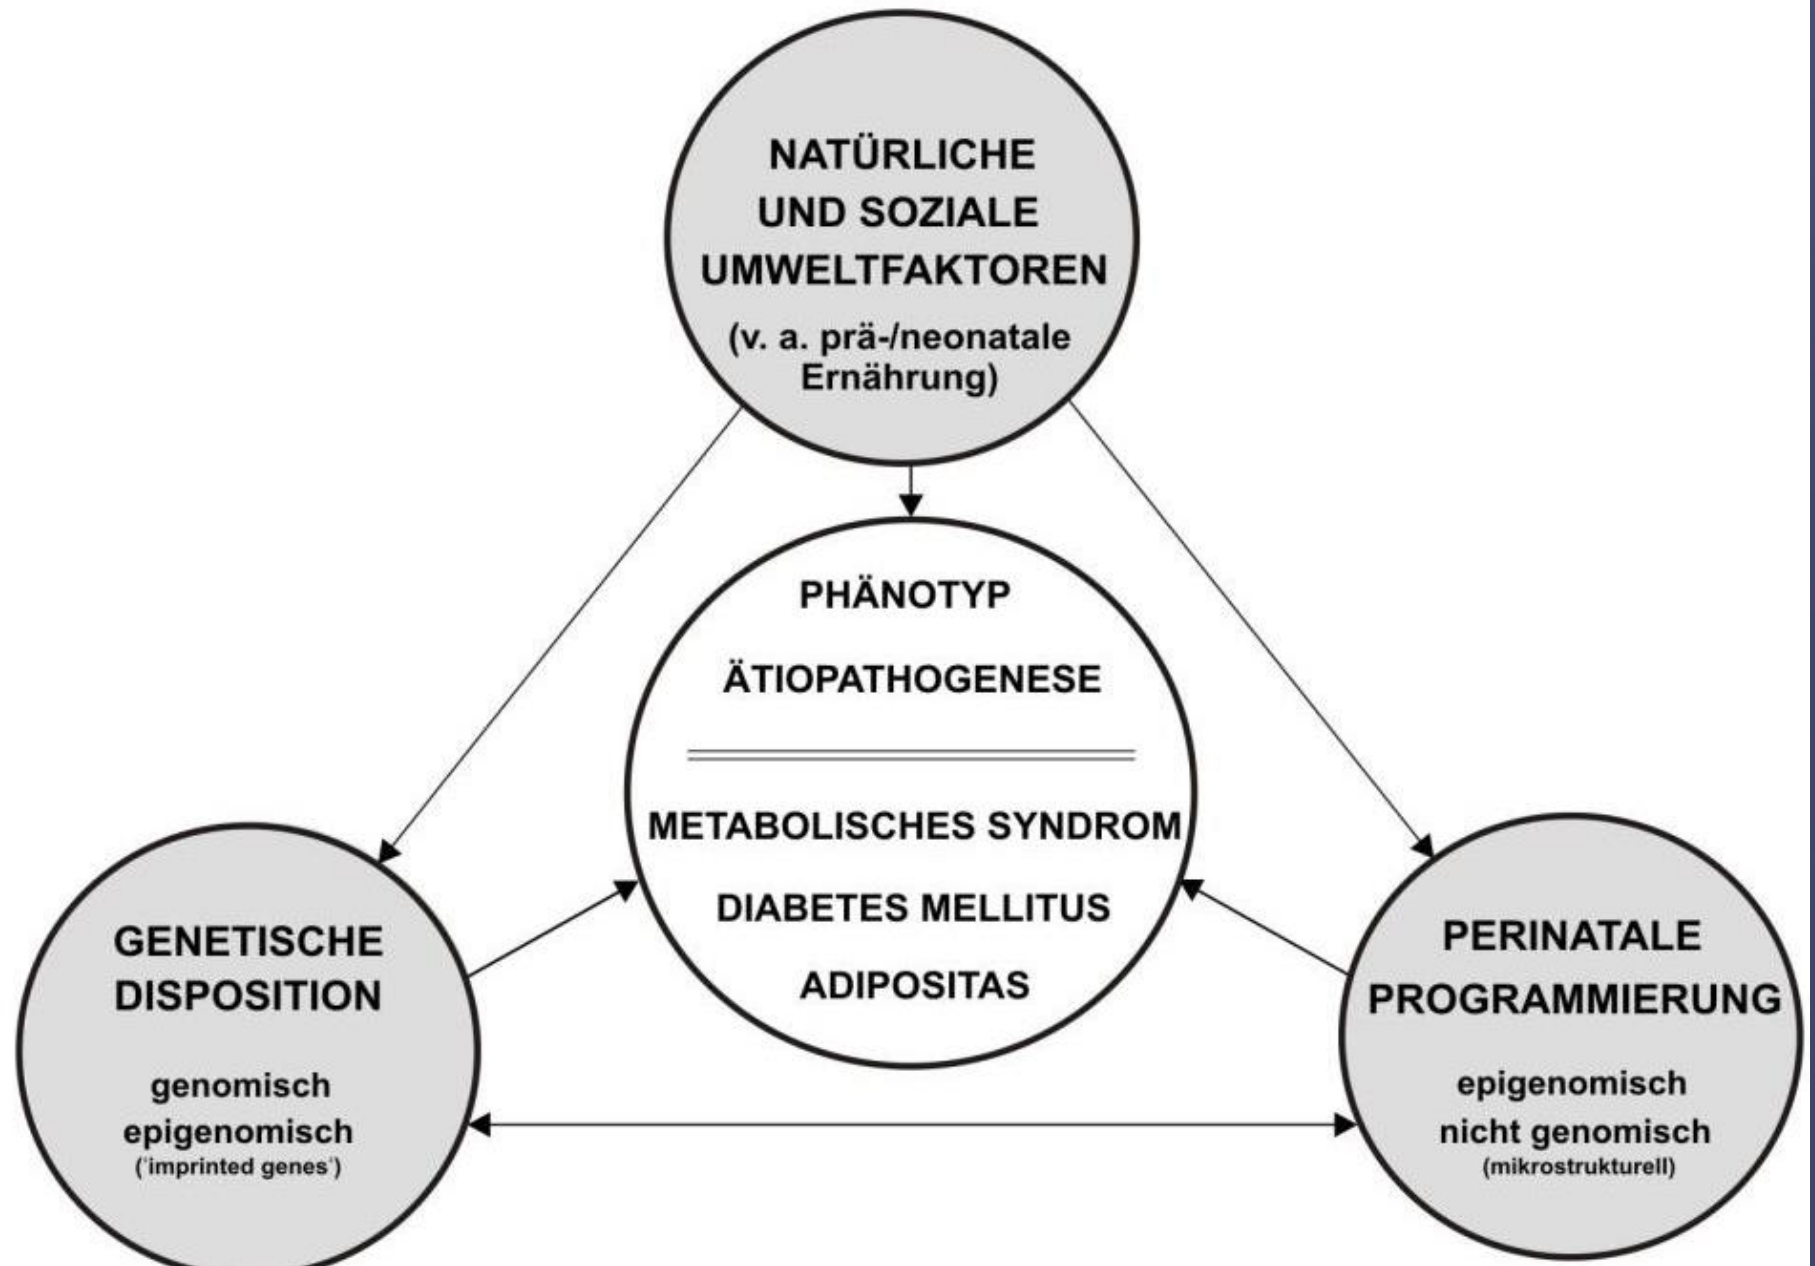 NATÜRLICHE
UND SOZIALE
UMWELTFAKTOREN
(v. a. prä-/neonatale
Ernährung)
PHÄNOTYP
ÄTIOPATHOGENESE
METABOLISCHES SYNDROM
DIABETES MELLITUS
ADIPOSITAS
GENETISCHE
DISPOSITION
genomisch
epigenomisch
(‘imprinted genes‘)
PERINATALE
PROGRAMMIERUNG
epigenomisch
nicht genomisch
(mikrostrukturell)